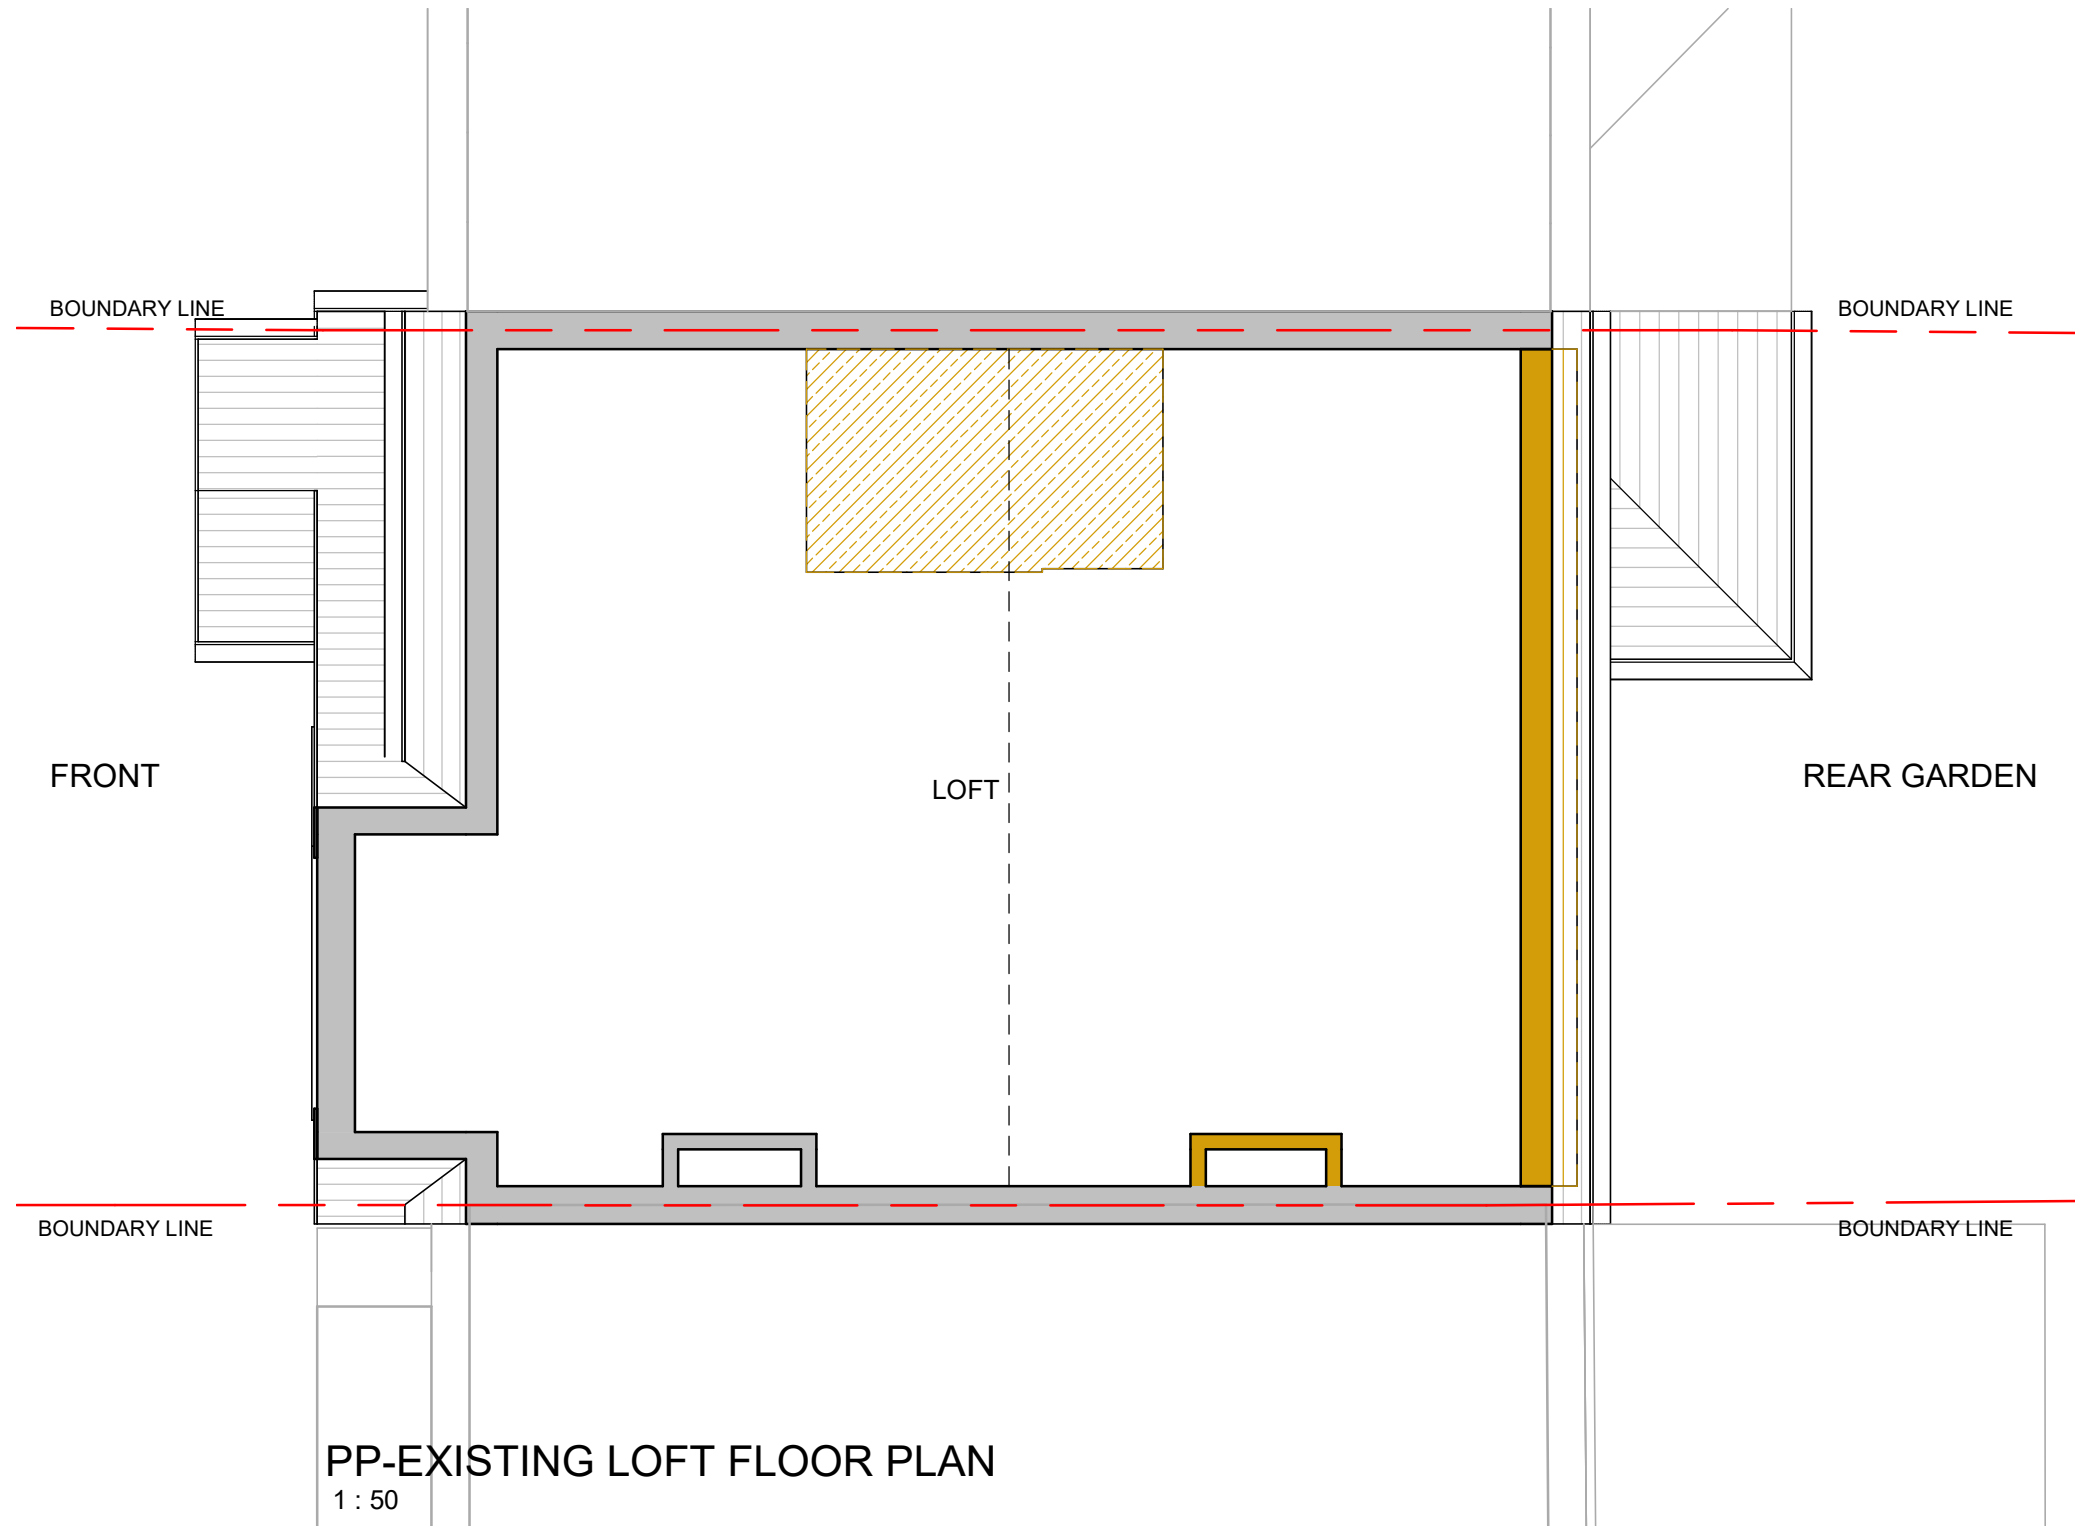 BOUNDARY LINE
BOUNDARY LINE
FRONT
LOFT
REAR GARDEN
BOUNDARY LINE
BOUNDARY LINE
PP-EXISTING LOFT FLOOR PLAN
1 : 50